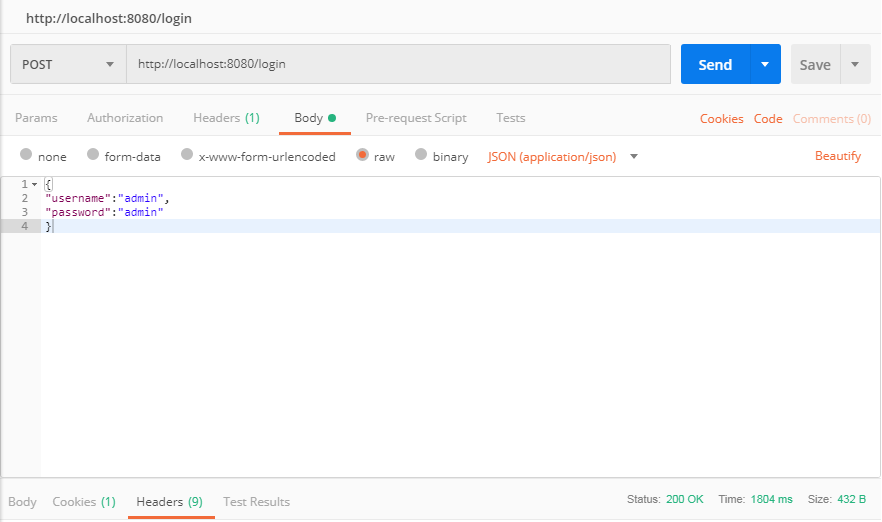 http://localhost:8080/login
POST http://localhost:8080/login Send Save
Params Authorization Headers (1) Body Pre-request Script Tests Cookies Code Comments (0)
none form-data x-www-form-urlencoded raw binary JSON (application/json) Beautify
1 {
2 "username":"admin",
3 "password":"admin"
4 }
Body Cookies (1) Headers (9) Test Results Status: 200 OK Time: 1804 ms Size: 432 B